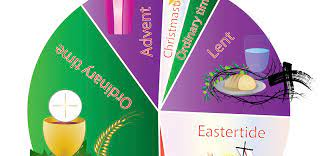 Ordinary time
Advent
Christmas
Ordinary time
Lent
Eastertide